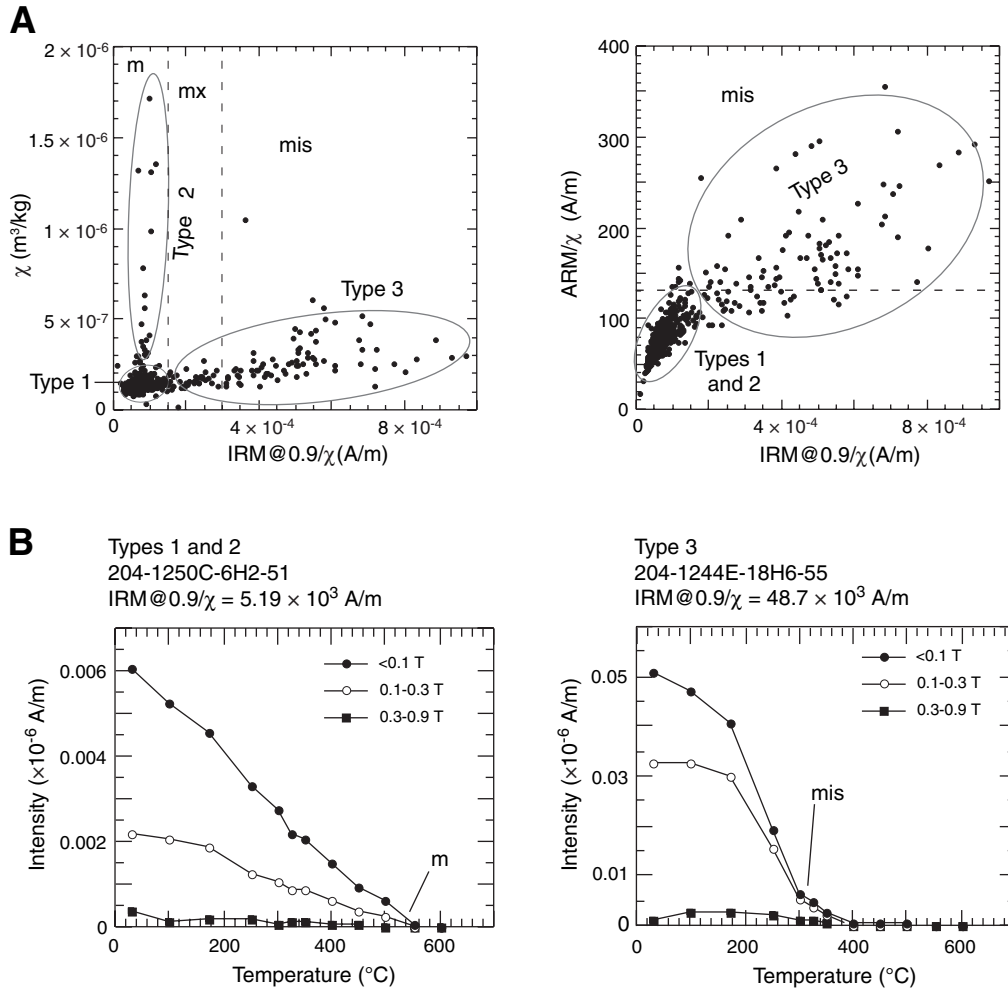 A
2 × 10-6
1.5 × 10-6
1 × 10-6
5 × 10-7
0
χ (m3/kg)
m
mx
mis
Type 2
Type 3
Type 1
0
4 × 10-4
8 × 10-4
IRM@0.9/χ(A/m)
400
300
200
100
0
ARM/χ (A/m)
mis
Type 3
Types 1
and 2
0
4 × 10-4
8 × 10-4
IRM@0.9/χ(A/m)
B
Types 1 and 2
204-1250C-6H2-51
IRM@0.9/χ = 5.19 × 103 A/m
0.006
0.004
0.002
0
Intensity (×10-6 A/m)
<0.1 T
0.1-0.3 T
0.3-0.9 T
m
0
200
400
600
Temperature (°C)
Type 3
204-1244E-18H6-55
IRM@0.9/χ = 48.7 × 103 A/m
0.05
0.03
0.01
0
Intensity (×10-6 A/m)
<0.1 T
0.1-0.3 T
0.3-0.9 T
mis
0
200
400
600
Temperature (°C)